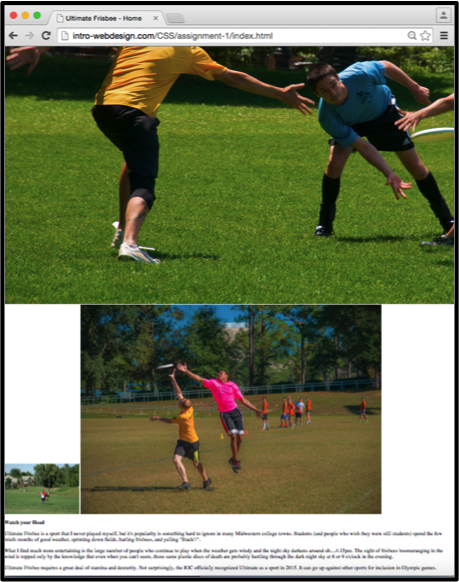 Ultimate Frisbee - Home
intro-webdesign.com/CSS/assignment-1/index.html
Watch your Head
Ultimate Frisbee is a sport that I never played myself, but it's popularity is something hard to ignore in many Midwestern college towns. Students (and people who wish they were still students) spend the few
months of good weather, sprinting down fields, hurling frisbees, and yelling "Stack!!".
What I find much more entertaining is the large number of people who continue to play when the weather gets windy and the night sky darkens around oh....4:15pm. The sight of frisbees boomeranging in the
wind is topped only by the knowledge that even when you can't see them, those same plastic discs of death are probably hurtling through the dark night sky at 8 or 9 o'clock in the evening.
Ultimate Frisbee requires a great deal of stamina and dexterity. Not surprisingly, the IOC officially recognized Ultimate as a sport in 2015. It can go up against other sports for inclusion in Olympic games.